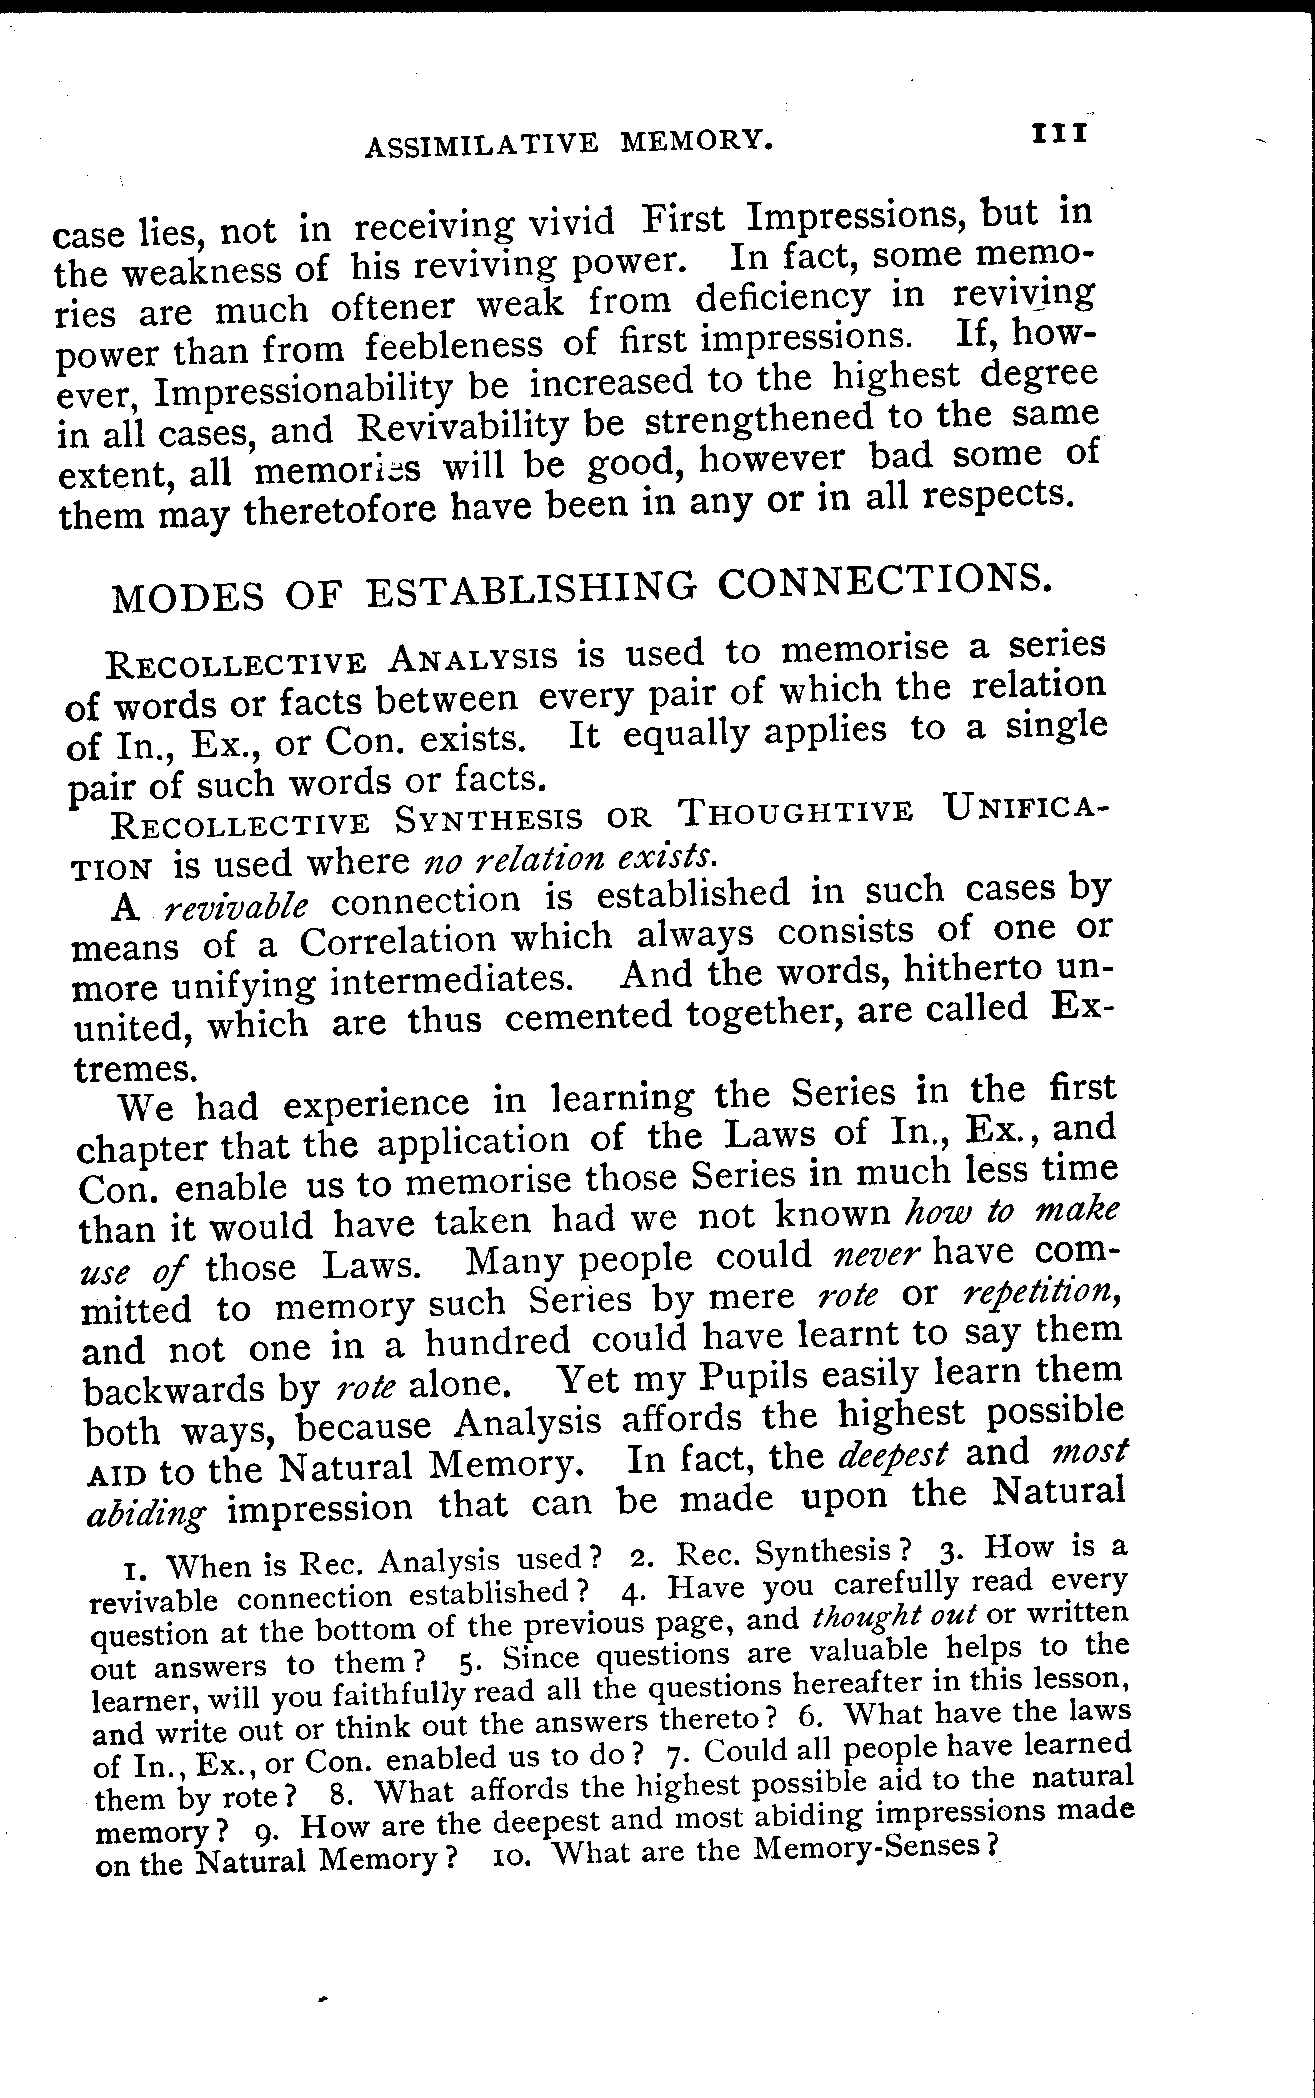 ASSIMILATIVE MEMORY. 111
case lies, not in receiving vivid First Impressions, but in
the weakness of his reviving power. In fact, some memo-
ries are much oftener weak from deficiency in reviving
power than from feebleness of first impressions. If, how-
ever, Impressionability be increased to the highest degree
in all cases, and Revivability be strengthened to the same
extent, all memories will be good, however bad some of
them may theretofore have been in any or in all respects.
MODES OF ESTABLISHING CONNECTIONS.
RECOLLECTIVE ANALYSIS is used to memorise a series
of words or facts between every pair of which the relation
of In., Ex., or Con. exists. It equally applies to a single
pair of such words or facts.
RECOLLECTIVE SYNTHESIS OR THOUGHTIVE UNIFICA-
TION is used where no relation exists.
A revivable connection is established in such cases by
means of a Correlation which always consists of one or
more unifying intermediates. And the words, hitherto un-
united, which are thus cemented together, are called Ex-
tremes.
We had experience in learning the Series in the first
chapter that the application of the Laws of In., Ex., and
Con. enable us to memorise those Series in much less time
than it would have taken had we not known how to make
use of those Laws. Many people could never have com-
mitted to memory such Series by mere rote or repetition,
and not one in a hundred could have learnt to say them
backwards by rote alone. Yet my Pupils easily learn them
both ways, because Analysis affords the highest possible
AID to the Natural Memory. In fact, the deepest and most
abiding impression that can be made upon the Natural
1. When is Rec. Analysis used? 2. Rec. Synthesis? 3. How is a
revivable connection established? 4. Have you carefully read every
question at the bottom of the previous page, and thought out or written
out answers to them? 5. Since questions are valuable helps to the
learner, will you faithfully read all the questions hereafter in this lesson,
and write out or think out the answers thereto? 6. What have the laws
of In., Ex., or Con. enabled us to do? 7. Could all people have learned
them by rote? 8. What affords the highest possible aid to the natural
memory? 9. How are the deepest and most abiding impressions made
on the Natural Memory? 10. What are the Memory-Senses?